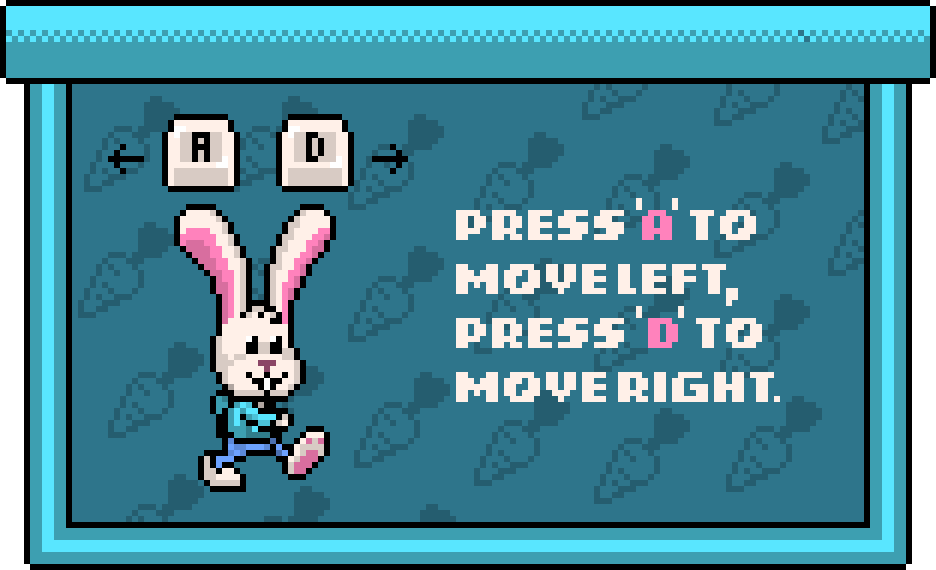 A D
PRESS 'A' TO
MOVE LEFT,
PRESS 'D' TO
MOVE RIGHT.